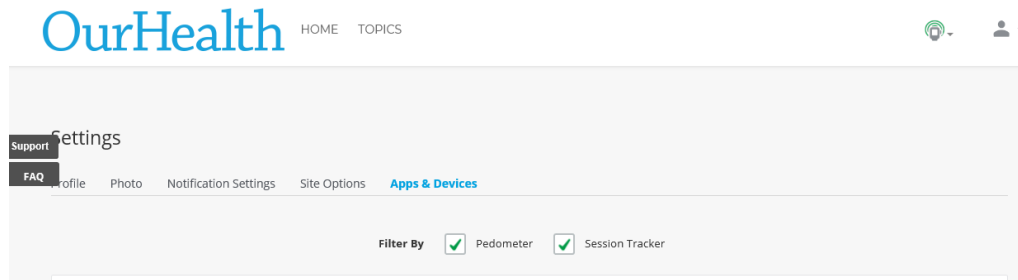 OurHealth HOME TOPICS
Settings
Support
FAQ
Profile Photo Notification Settings Site Options Apps & Devices
Filter By Pedometer Session Tracker